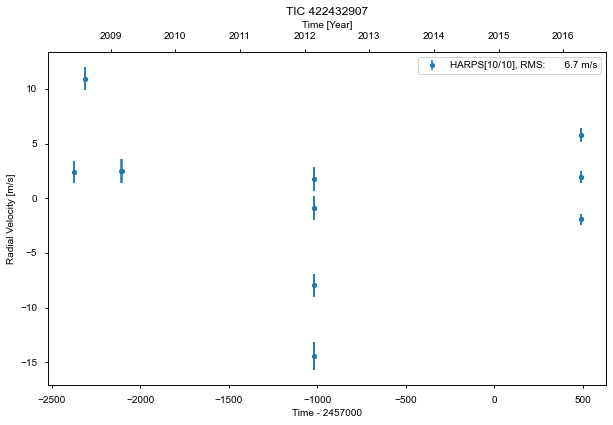 TIC 422432907
Time [Year]
2009 2010 2011 2012 2013 2014 2015 2016
HARPS[10/10], RMS: 6.7 m/s
10
5
0
−5
−10
−15
Radial Velocity [m/s]
−2500 −2000 −1500 −1000 −500 0 500
Time - 2457000